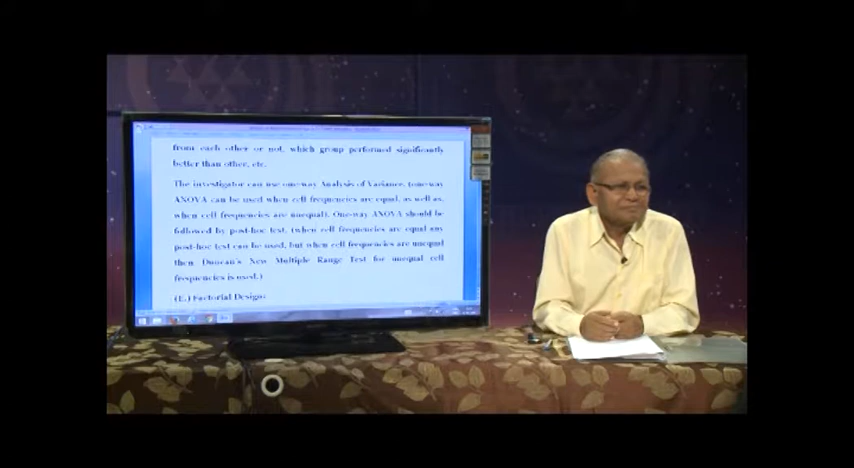 from each other or not, which group performed significantly
better than other, etc.
The investigator can use one-way Analysis of Variance, (one-way
ANOVA can be used when cell frequencies are equal, as well as,
when cell frequencies are unequal). One-way ANOVA should be
followed by post-hoc test, (when cell frequencies are equal any
post-hoc test can be used, but when cell frequencies are unequal
then Duncan's New Multiple Range Test for unequal cell
frequencies is used.)
(E.) Factorial Design: